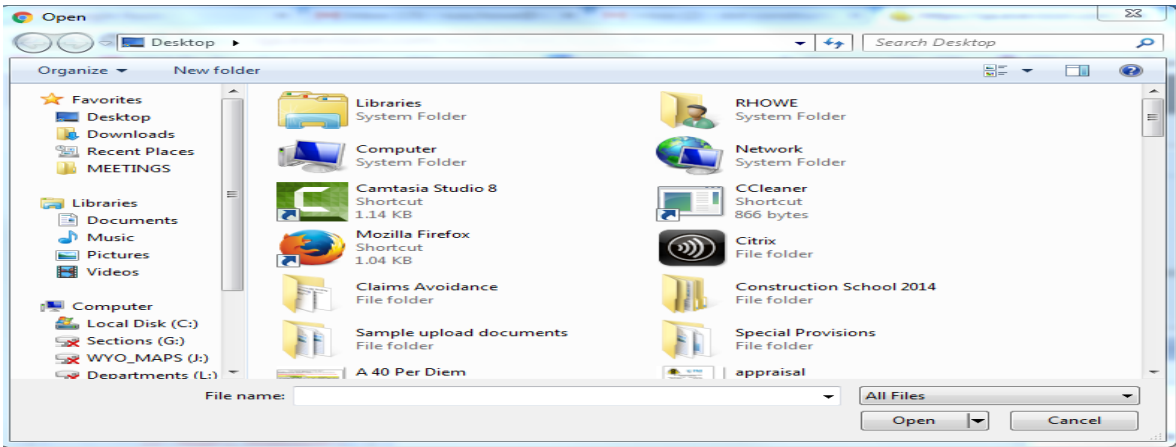 Open
Desktop
Search Desktop
Organize
New folder
Favorites
Desktop
Downloads
Recent Places
MEETINGS
Libraries
Documents
Music
Pictures
Videos
Computer
Local Disk (C:)
Sections (G:)
WYO_MAPS (J:)
Departments (L:)
Libraries
System Folder
RHOWE
System Folder
Computer
System Folder
Network
System Folder
Camtasia Studio 8
Shortcut
1.14 KB
CCleaner
Shortcut
866 bytes
Mozilla Firefox
Shortcut
1.04 KB
Citrix
File folder
Claims Avoidance
File folder
Construction School 2014
File folder
Sample upload documents
File folder
Special Provisions
File folder
A 40 Per Diem
appraisal
File name:
All Files
Open
Cancel